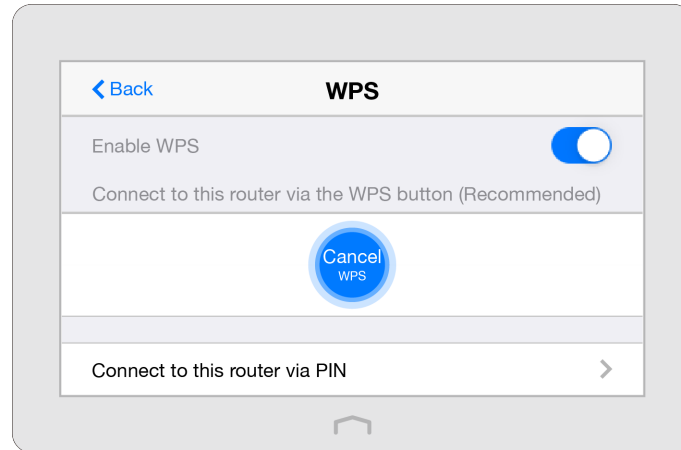 Back
WPS
Enable WPS
Connect to this router via the WPS button (Recommended)
Cancel
WPS
Connect to this router via PIN